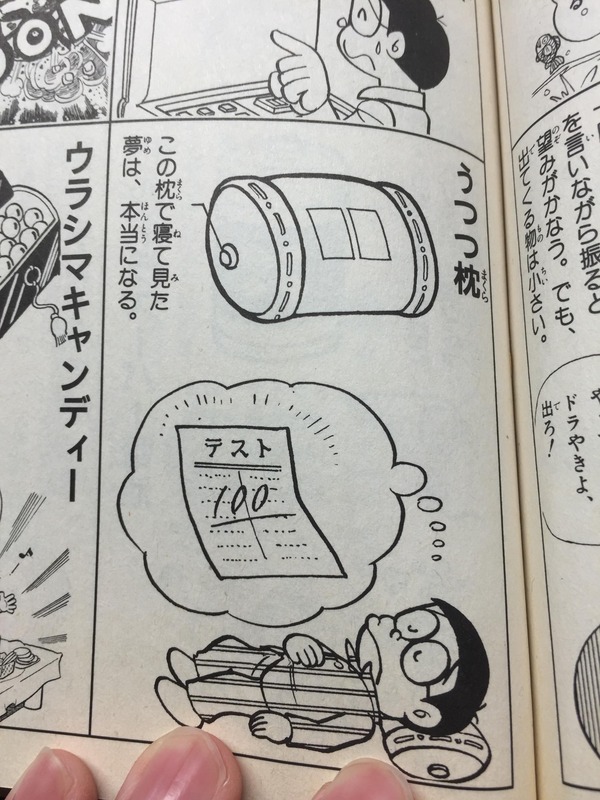 を言いながら振ると
望みがかなう。でも、
出てくる物は小さい。
ドラやきよ、
出ろ！
うつつ枕
この枕で寝て見た
夢は、本当になる。
テスト
100
ウラシマキャンディー